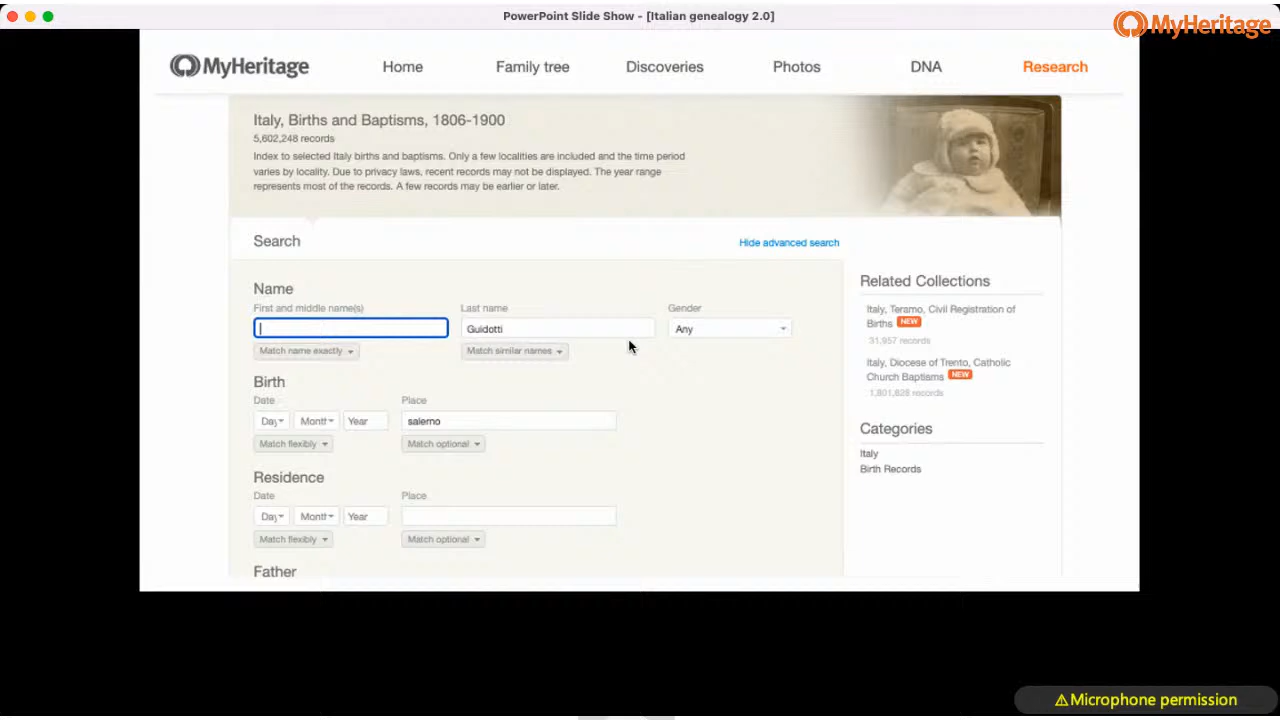 PowerPoint Slide Show - [Italian genealogy 2.0]
MyHeritage
MyHeritage Home Family tree Discoveries Photos DNA Research
Italy, Births and Baptisms, 1806-1900
5,602,248 records
Index to selected Italy births and baptisms. Only a few localities are included and the time period
varies by locality. Due to privacy laws, recent records may not be displayed. The year range
represents most of the records. A few records may be earlier or later.
Search
Hide advanced search
Name
First and middle name(s) Last name Gender
Guidotti Any
Match name exactly Match similar names
Birth
Date Place
Day Month Year salerno
Match flexibly Match optional
Residence
Date Place
Day Month Year
Match flexibly Match optional
Father
Related Collections
Italy, Teramo, Civil Registration of
Births NEW
31,957 records
Italy, Diocese of Trento, Catholic
Church Baptisms NEW
1,801,828 records
Categories
Italy
Birth Records
⚠Microphone permission